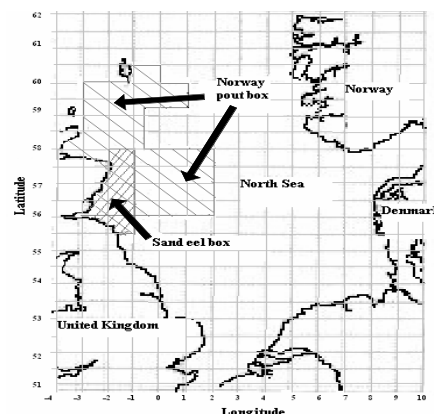 62
61
60
59
58
57
56
55
54
53
52
51
Latitude
Norway
pout box
Norway
North Sea
Denmark
Sand eel box
United Kingdom
-4 -3 -2 -1 0 1 2 3 4 5 6 7 8 9 10
Longitude